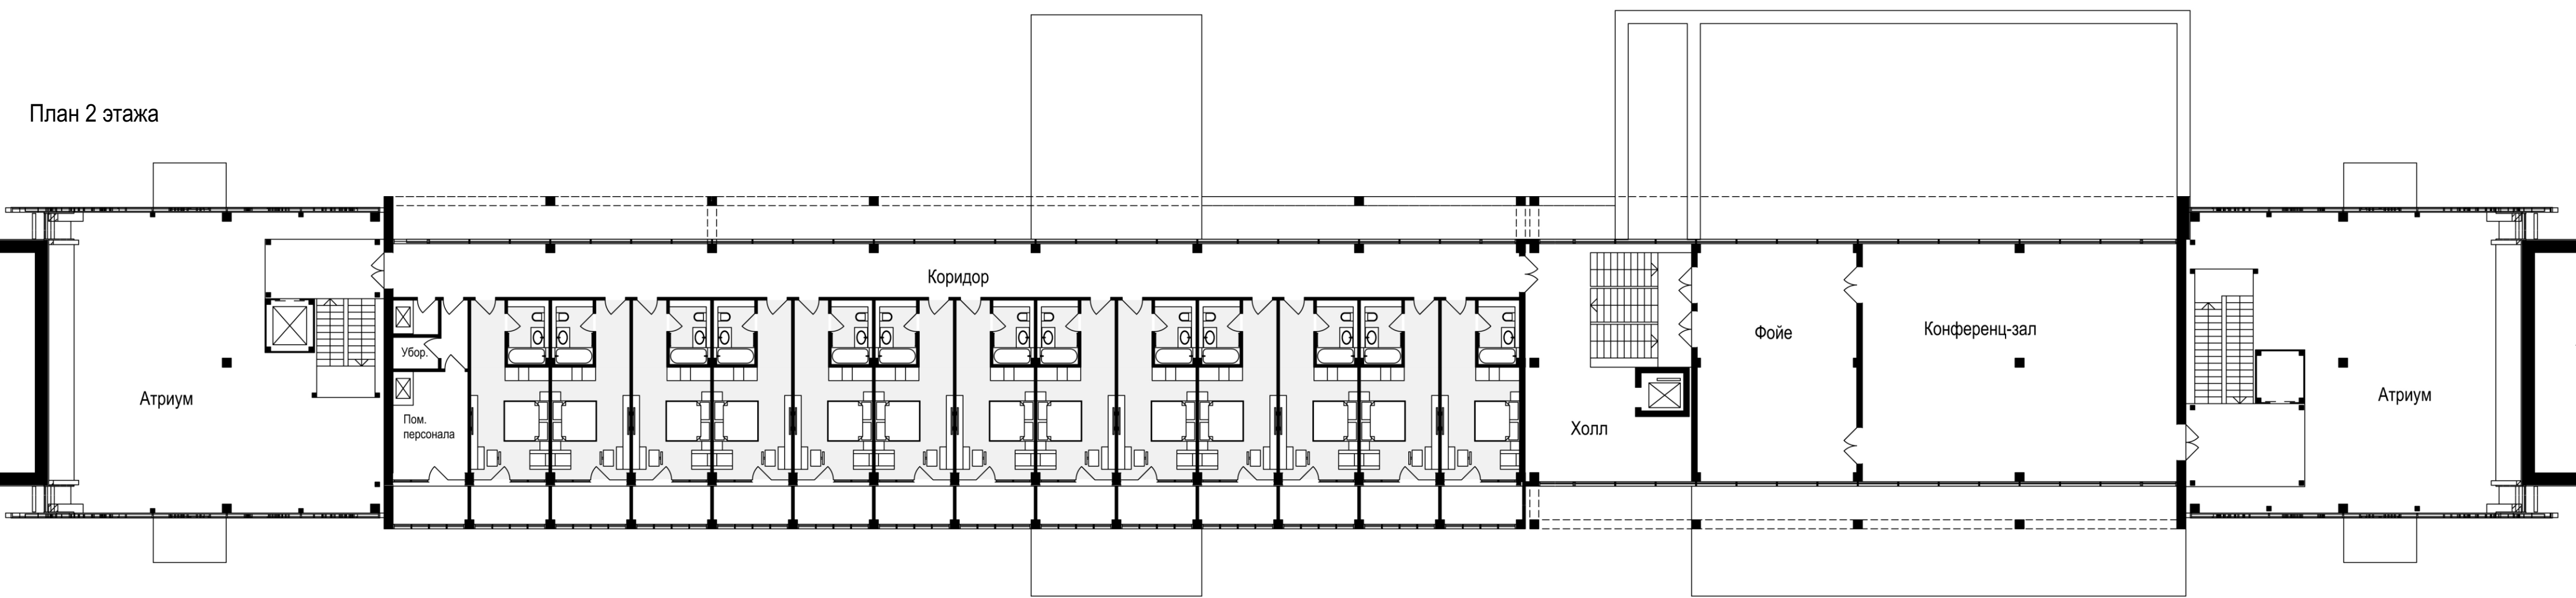 План 2 этажа
Коридор
Фойе
Конференц-зал
Убор.
Атриум
Атриум
Пом.
персонала
Холл